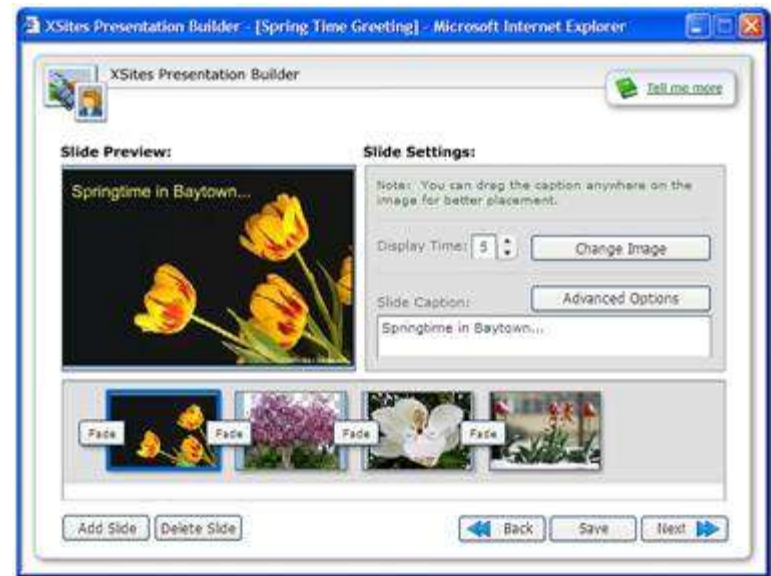 XSites Presentation Builder - [Spring Time Greeting] - Microsoft Internet Explorer
XSites Presentation Builder
Tell me more
Slide Preview:
Slide Settings:
Springtime in Baytown...
Note: You can drag the caption anywhere on the
image for better placement.
Display Time: 5
Change Image
Slide Caption:
Advanced Options
Springtime in Baytown...
Fade
Fade
Fade
Fade
Add Slide
Delete Slide
Back
Save
Next